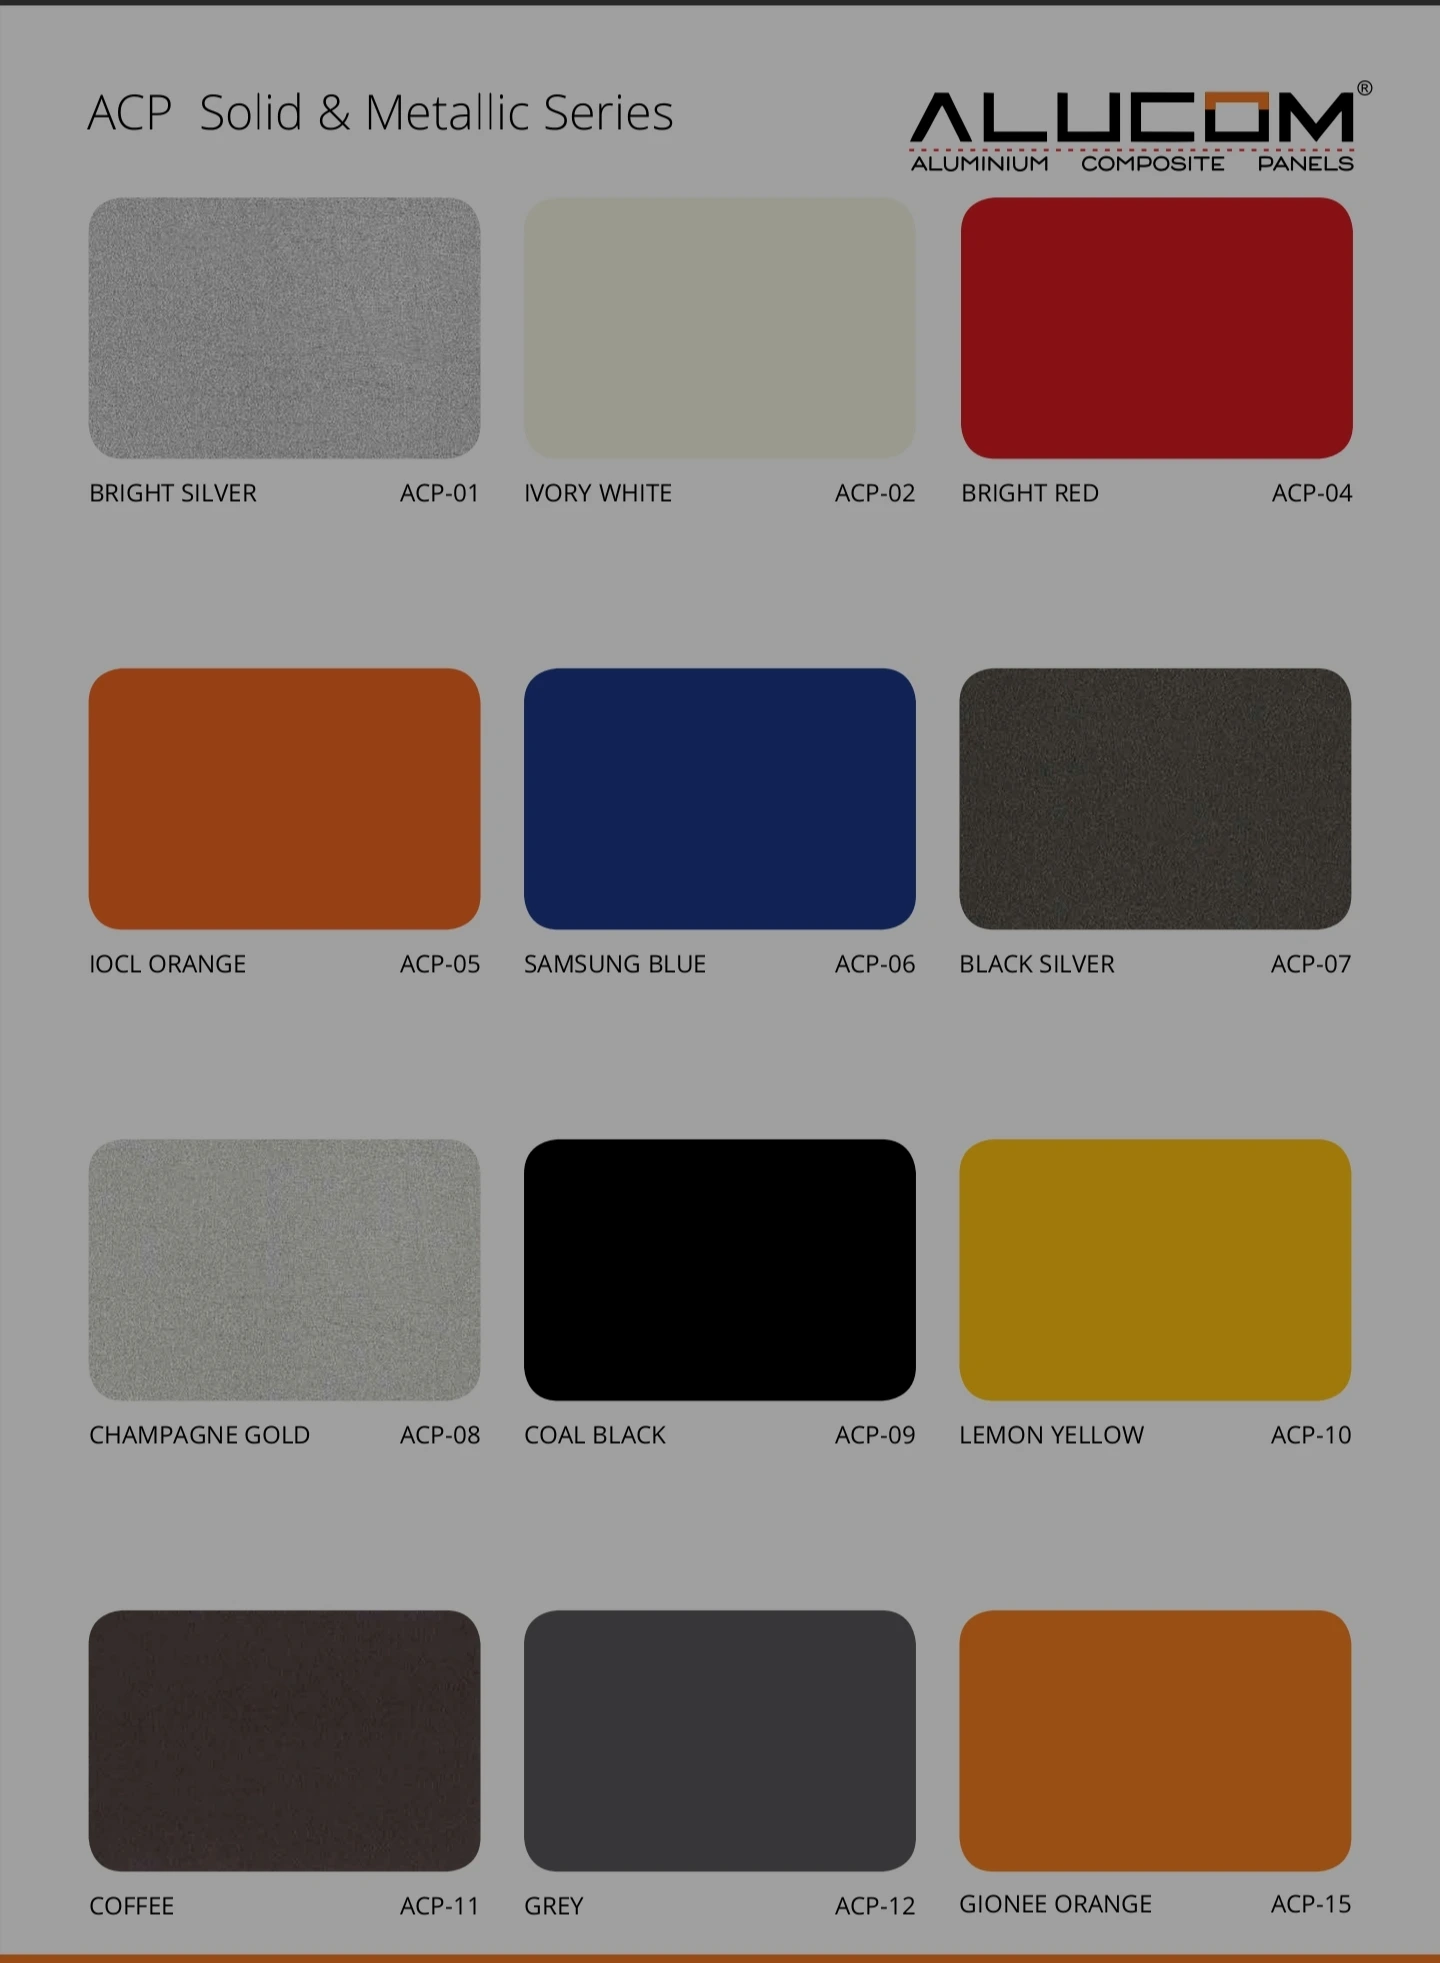 ACP Solid & Metallic Series
ALUCOM®
ALUMINIUM COMPOSITE PANELS
BRIGHT SILVER ACP-01
IVORY WHITE ACP-02
BRIGHT RED ACP-04
IOCL ORANGE ACP-05
SAMSUNG BLUE ACP-06
BLACK SILVER ACP-07
CHAMPAGNE GOLD ACP-08
COAL BLACK ACP-09
LEMON YELLOW ACP-10
COFFEE ACP-11
GREY ACP-12
GIONEE ORANGE ACP-15